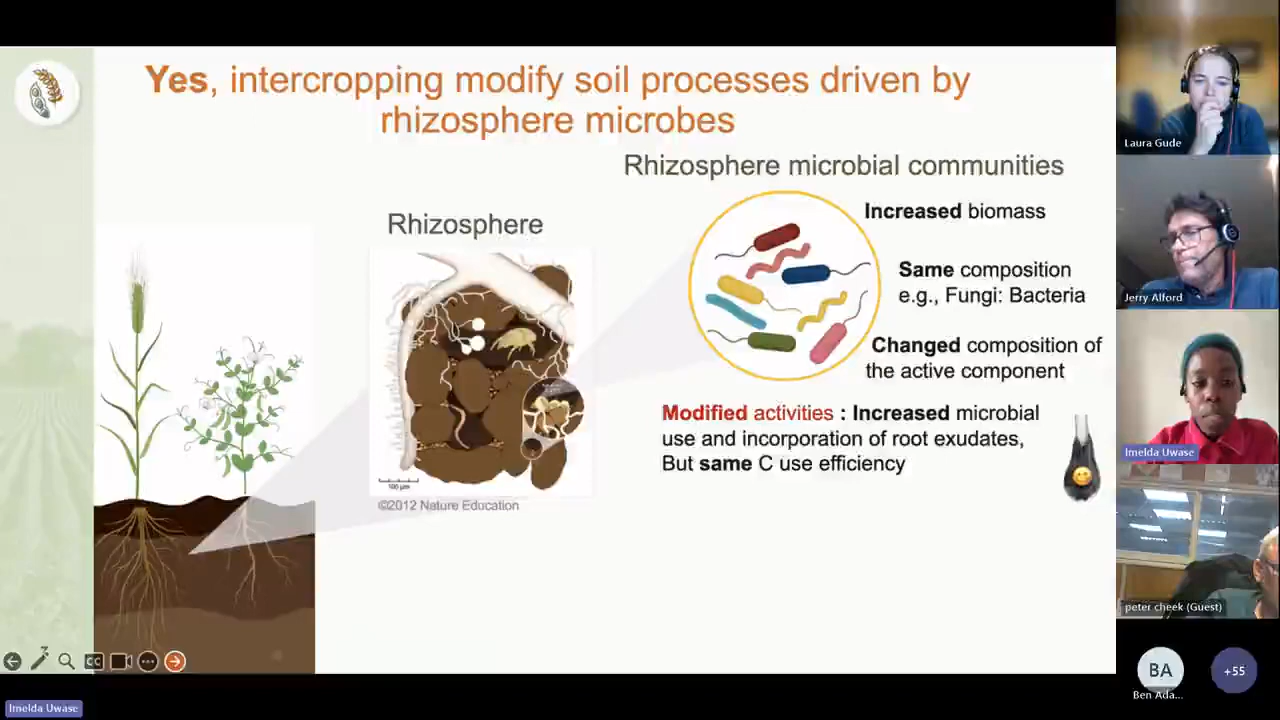 Yes, intercropping modify soil processes driven by
rhizosphere microbes
Rhizosphere microbial communities
Rhizosphere
Increased biomass
Same composition
e.g., Fungi: Bacteria
Changed composition of
the active component
Modified activities : Increased microbial
use and incorporation of root exudates,
But same C use efficiency
100 µm
©2012 Nature Education
CC
Imelda Uwase
Laura Gude
Jerry Alford
Imelda Uwase
peter cheek (Guest)
BA
Ben Ada...
+55